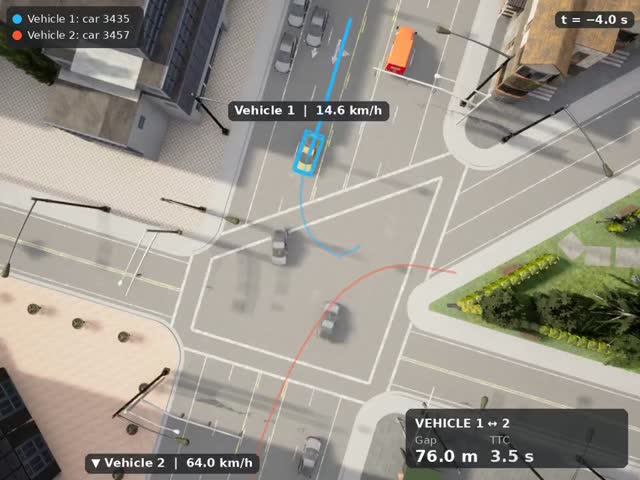 Vehicle 1: car 3435
Vehicle 2: car 3457
t = −4.0 s
Vehicle 1 | 14.6 km/h
VEHICLE 1 ↔ 2
Gap TTC
76.0 m 3.5 s
▼ Vehicle 2 | 64.0 km/h